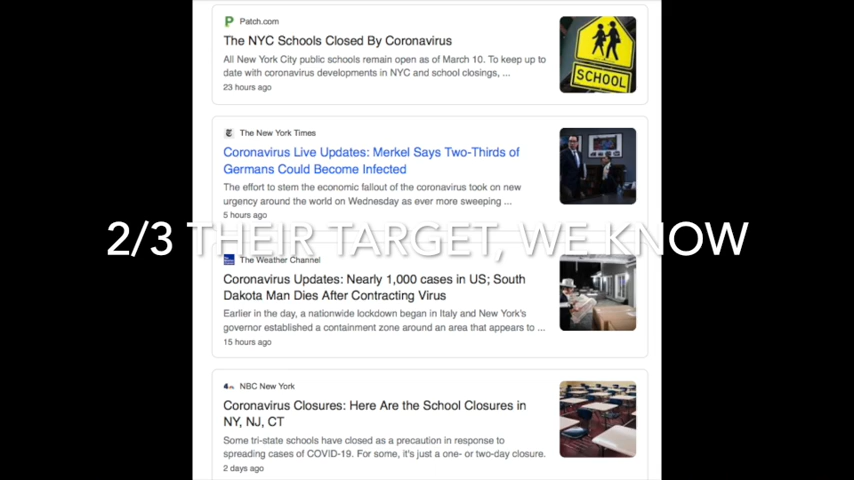 Patch.com
The NYC Schools Closed By Coronavirus
All New York City public schools remain open as of March 10. To keep up to
date with coronavirus developments in NYC and school closings, ...
23 hours ago
SCHOOL
The New York Times
Coronavirus Live Updates: Merkel Says Two-Thirds of
Germans Could Become Infected
The effort to stem the economic fallout of the coronavirus took on new
urgency around the world on Wednesday as ever more sweeping ...
5 hours ago
2/3 THEIR TARGET, WE KNOW
The Weather Channel
Coronavirus Updates: Nearly 1,000 cases in US; South
Dakota Man Dies After Contracting Virus
Earlier in the day, a nationwide lockdown began in Italy and New York's
governor established a containment zone around an area that appears to ...
15 hours ago
NBC New York
Coronavirus Closures: Here Are the School Closures in
NY, NJ, CT
Some tri-state schools have closed as a precaution in response to
spreading cases of COVID-19. For some, it's just a one- or two-day closure.
2 days ago